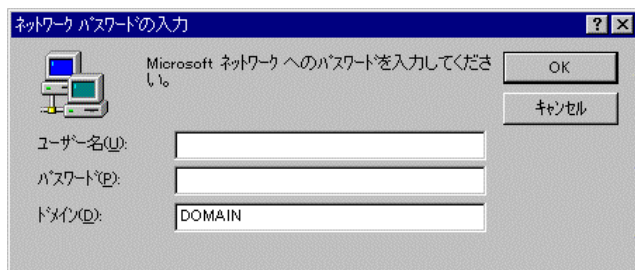 ネットワーク パスワードの入力
Microsoft ネットワーク へのパスワードを入力してくださ
い。
OK
キャンセル
ユーザー名(U):
パスワード(P):
ドメイン(D):
DOMAIN